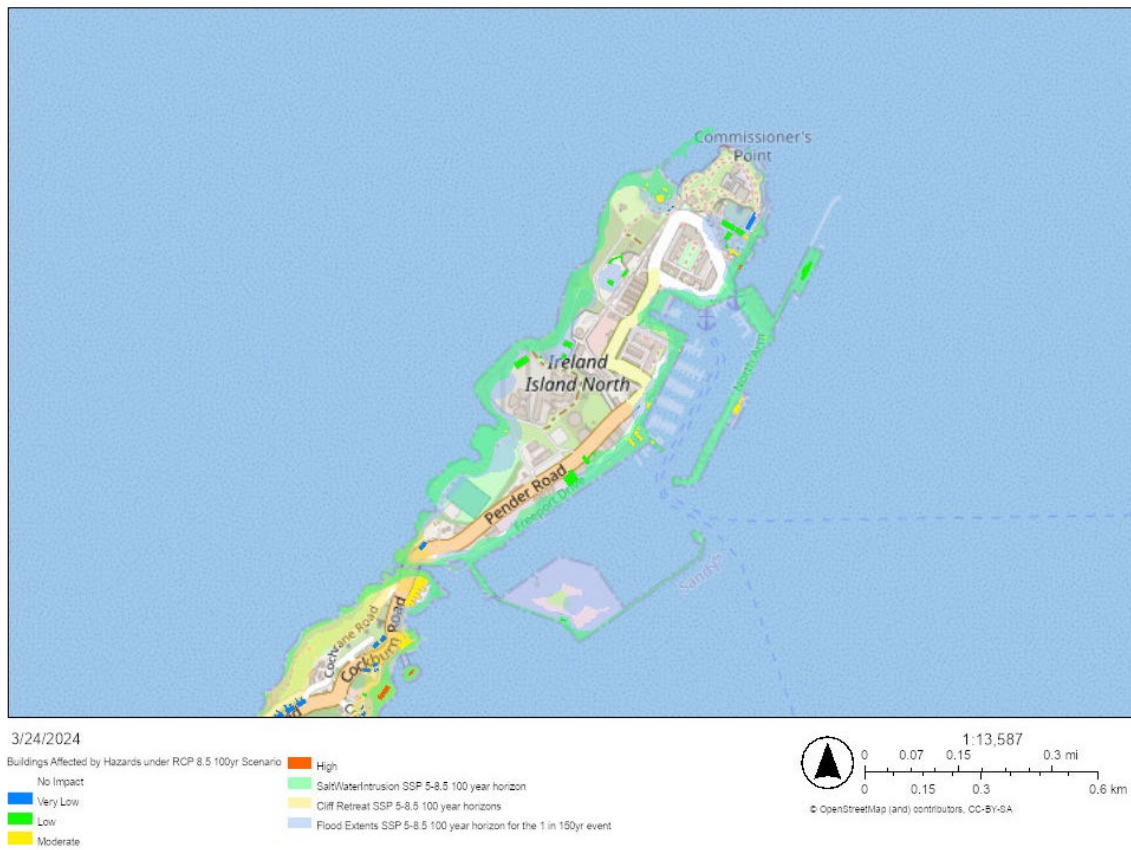 Commissioner's
Point
North Arm
Ireland
Island North
Pender Road
Freeport Drive
Sandys
Cochrane Road
Cockburn Road
rd
C
3/24/2024
Buildings Affected by Hazards under RCP 8.5 100yr Scenario
No Impact
Very Low
Low
Moderate
High
SaltWaterIntrusion SSP 5-8.5 100 year horizon
Cliff Retreat SSP 5-8.5 100 year horizons
Flood Extents SSP 5-8.5 100 year horizon for the 1 in 150yr event
1:13,587
0 0.07 0.15 0.3 mi
0 0.15 0.3 0.6 km
© OpenStreetMap (and) contributors, CC-BY-SA